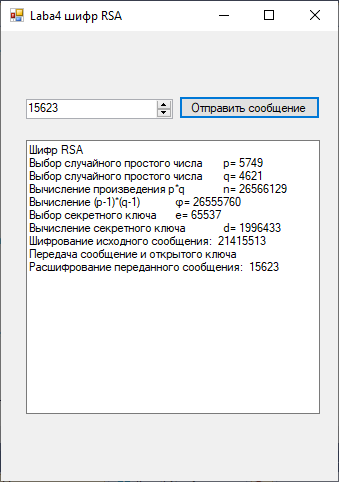 Laba4 шифр RSA
15623 Отправить сообщение
Шифр RSA
Выбор случайного простого числа p= 5749
Выбор случайного простого числа q= 4621
Вычисление произведения p*q n= 26566129
Вычисление (p-1)*(q-1) φ= 26555760
Выбор секретного ключа e= 65537
Вычисление секретного ключа d= 1996433
Шифрование исходного сообщения: 21415513
Передача сообщение и открытого ключа
Расшифрование переданного сообщения: 15623